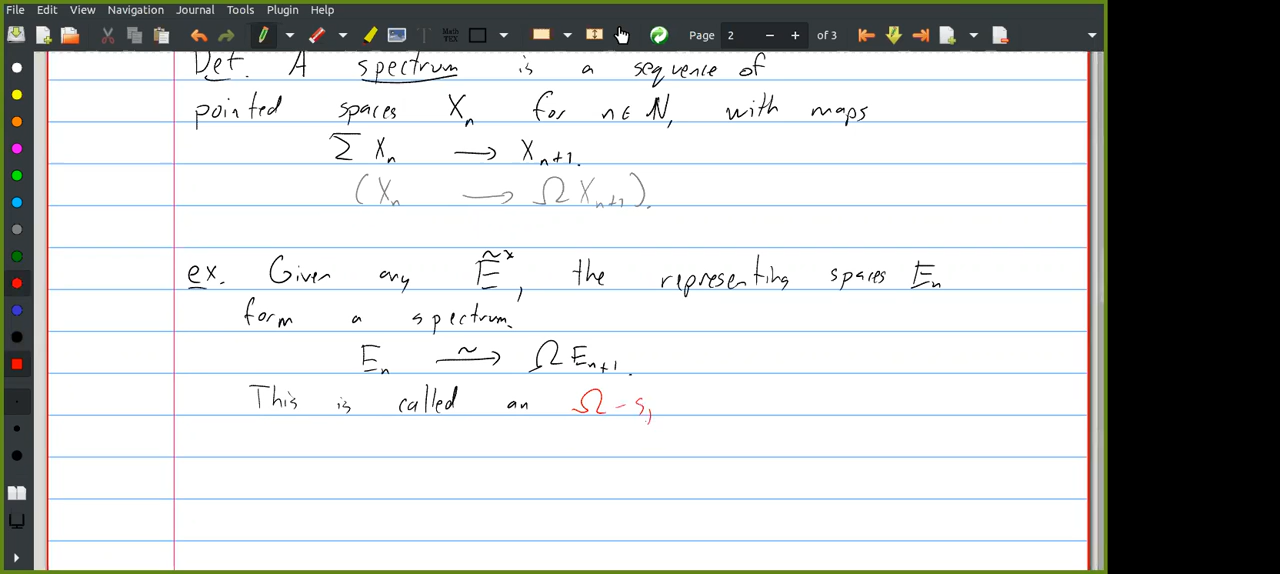 File Edit View Navigation Journal Tools Plugin Help
Page 2 − + of 3
Def. A spectrum is a sequence of
pointed spaces Xₙ for n ∈ ℕ, with maps
Σ Xₙ → Xₙ₊₁.
(Xₙ → Ω Xₙ₊₁).
ex. Given any Ẽ*, the representing spaces Eₙ
form a spectrum.
Eₙ ⥲ Ω Eₙ₊₁.
This is called an Ω-s